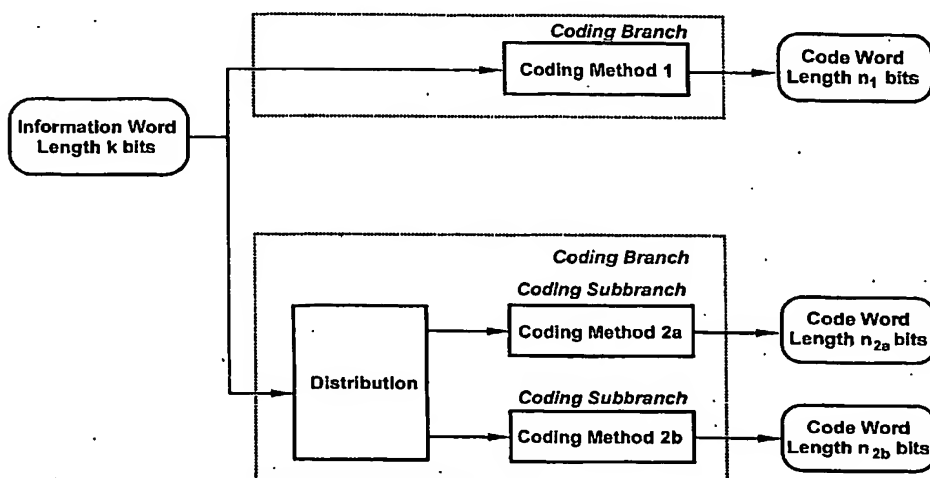 Coding Branch
Coding Method 1
Code Word
Length n₁ bits
Information Word
Length k bits
Coding Branch
Coding Subbranch
Coding Method 2a
Code Word
Length n₂ₐ bits
Distribution
Coding Subbranch
Coding Method 2b
Code Word
Length n2b bits